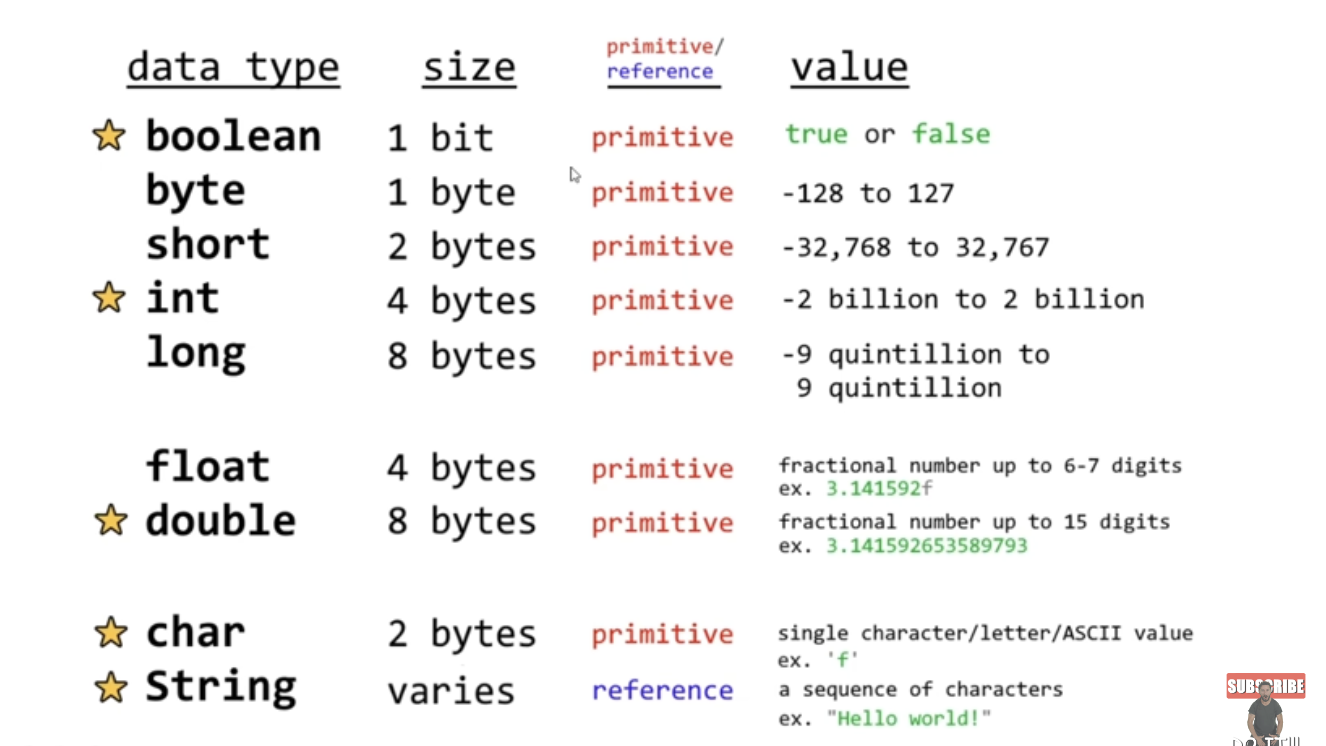 data type size primitive/ value
reference
boolean 1 bit primitive true or false
byte 1 byte primitive -128 to 127
short 2 bytes primitive -32,768 to 32,767
int 4 bytes primitive -2 billion to 2 billion
long 8 bytes primitive -9 quintillion to
9 quintillion
float 4 bytes primitive fractional number up to 6-7 digits
ex. 3.141592f
double 8 bytes primitive fractional number up to 15 digits
ex. 3.141592653589793
char 2 bytes primitive single character/letter/ASCII value
ex. 'f'
String varies reference a sequence of characters
ex. "Hello world!"
SUBSCRIBE